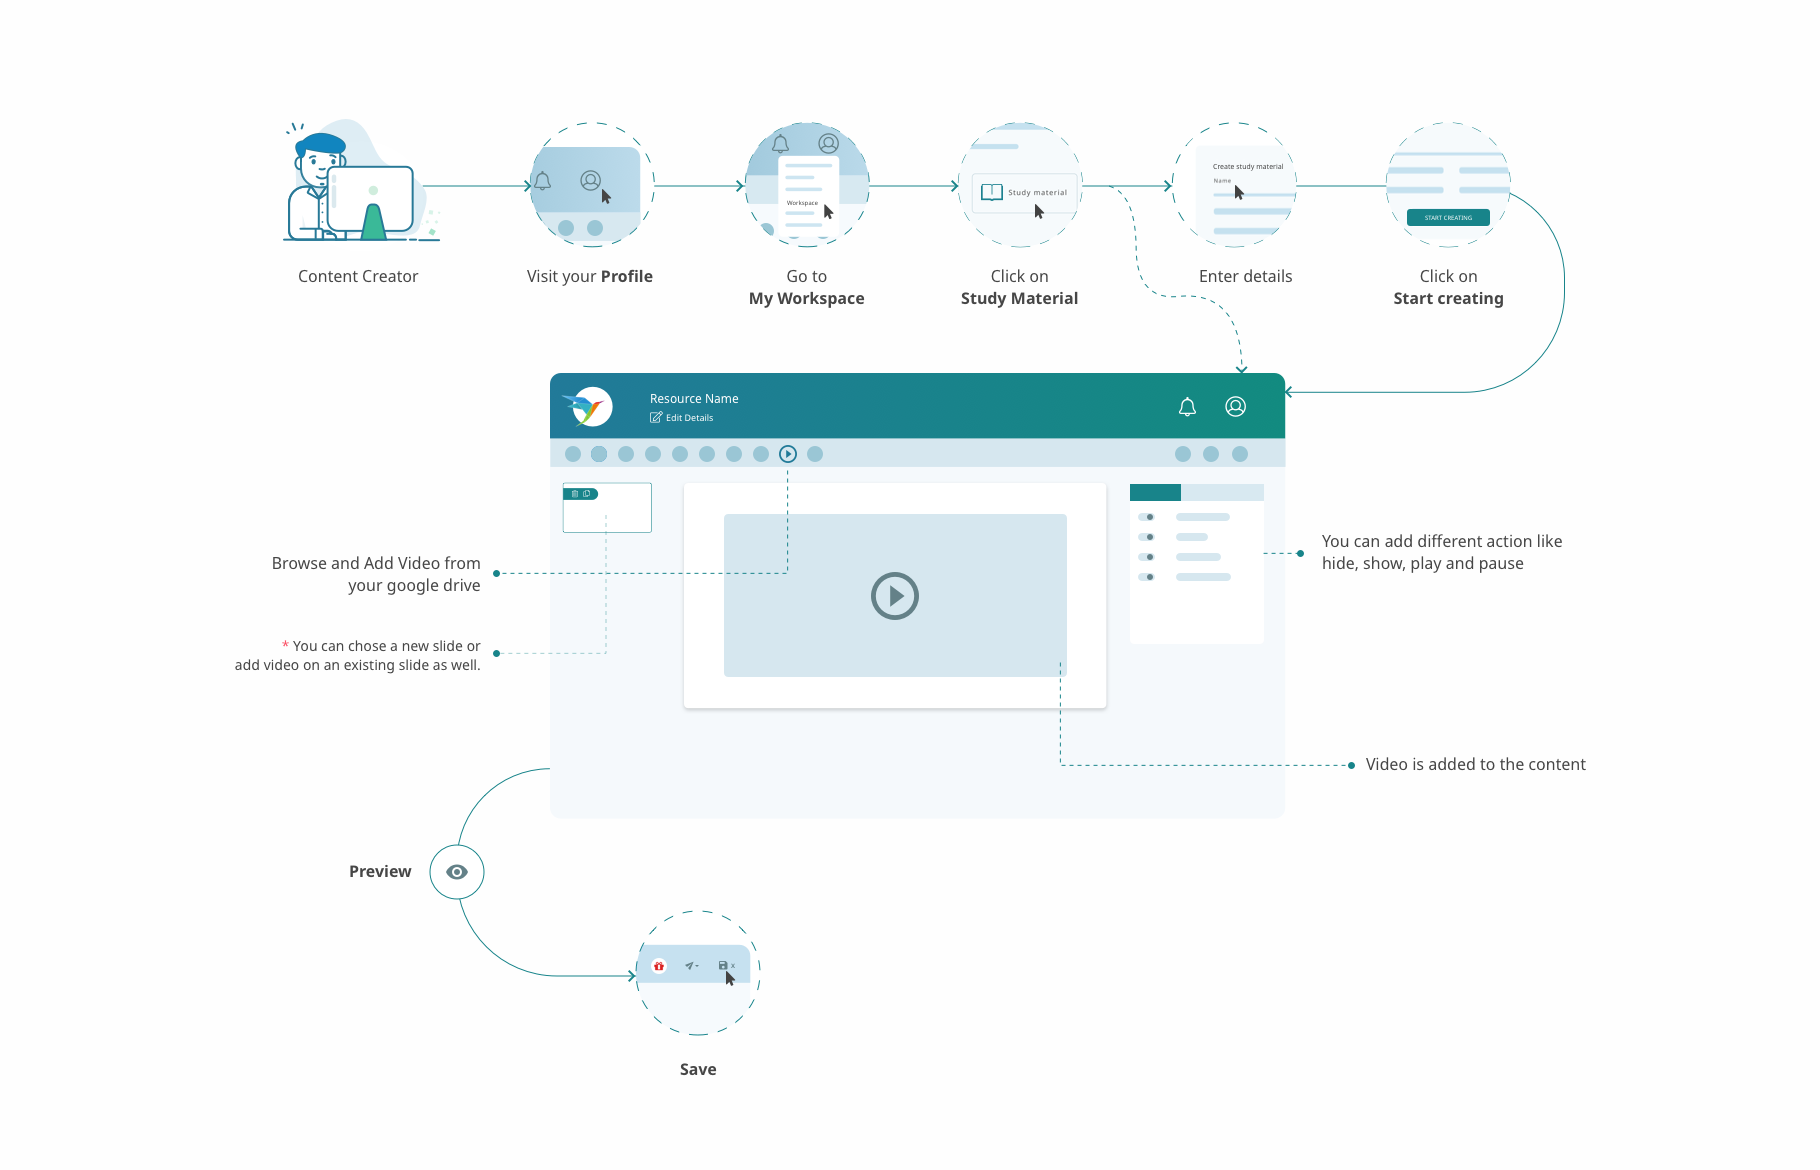 Content Creator
Visit your Profile
Workspace
Go to
My Workspace
Study material
Click on
Study Material
Create study material
Name
Enter details
START CREATING
Click on
Start creating
Resource Name
Edit Details
Browse and Add Video from
your google drive
* You can chose a new slide or
add video on an existing slide as well.
You can add different action like
hide, show, play and pause
Video is added to the content
Preview
x
Save